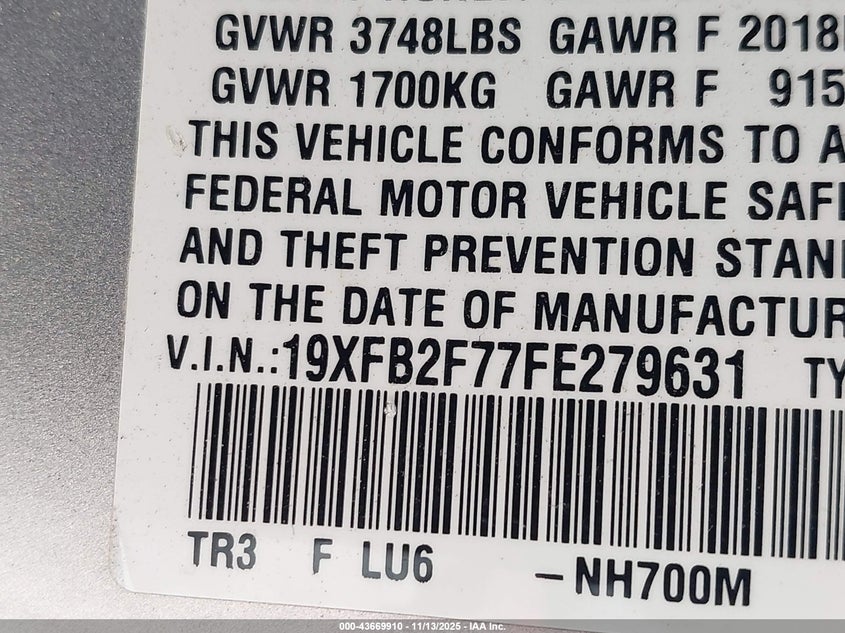 GVWR 3748LBS GAWR F 2018
GVWR 1700KG GAWR F 915
THIS VEHICLE CONFORMS TO A
FEDERAL MOTOR VEHICLE SAF
AND THEFT PREVENTION STAN
ON THE DATE OF MANUFACTUR
V.I.N.:19XFB2F77FE279631 TY
TR3 F LU6 -NH700M
000-43669910 - 11/13/2025 - IAA Inc.